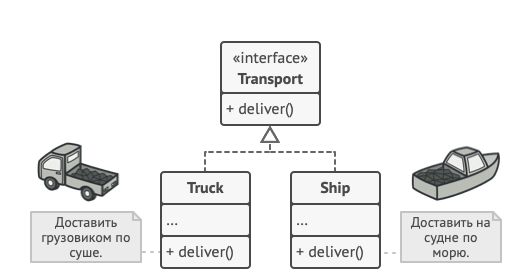 «interface»
Transport
+ deliver()
Truck
...
+ deliver()
Ship
...
+ deliver()
Доставить
грузовиком по
суше.
Доставить на
судне по
морю.